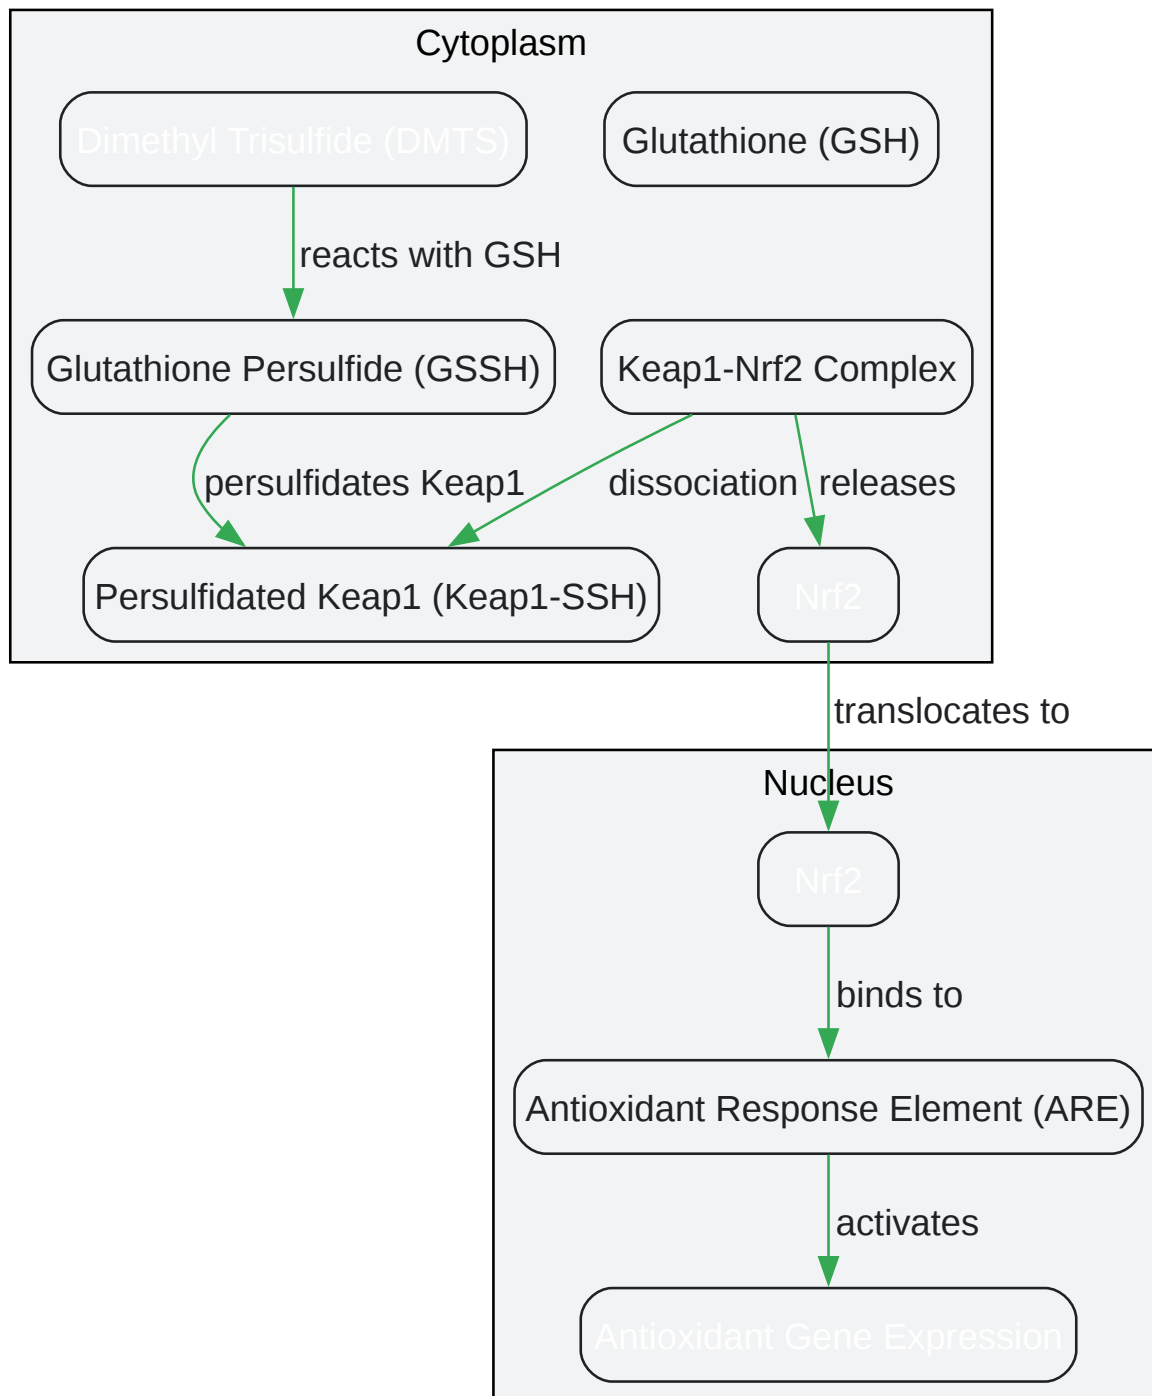 Cytoplasm
Dimethyl Trisulfide (DMTS)
Glutathione (GSH)
reacts with GSH
Glutathione Persulfide (GSSH)
Keap1-Nrf2 Complex
persulfidates Keap1
dissociation
releases
Persulfidated Keap1 (Keap1-SSH)
Nrf2
translocates to
Nucleus
Nrf2
binds to
Antioxidant Response Element (ARE)
activates
Antioxidant Gene Expression